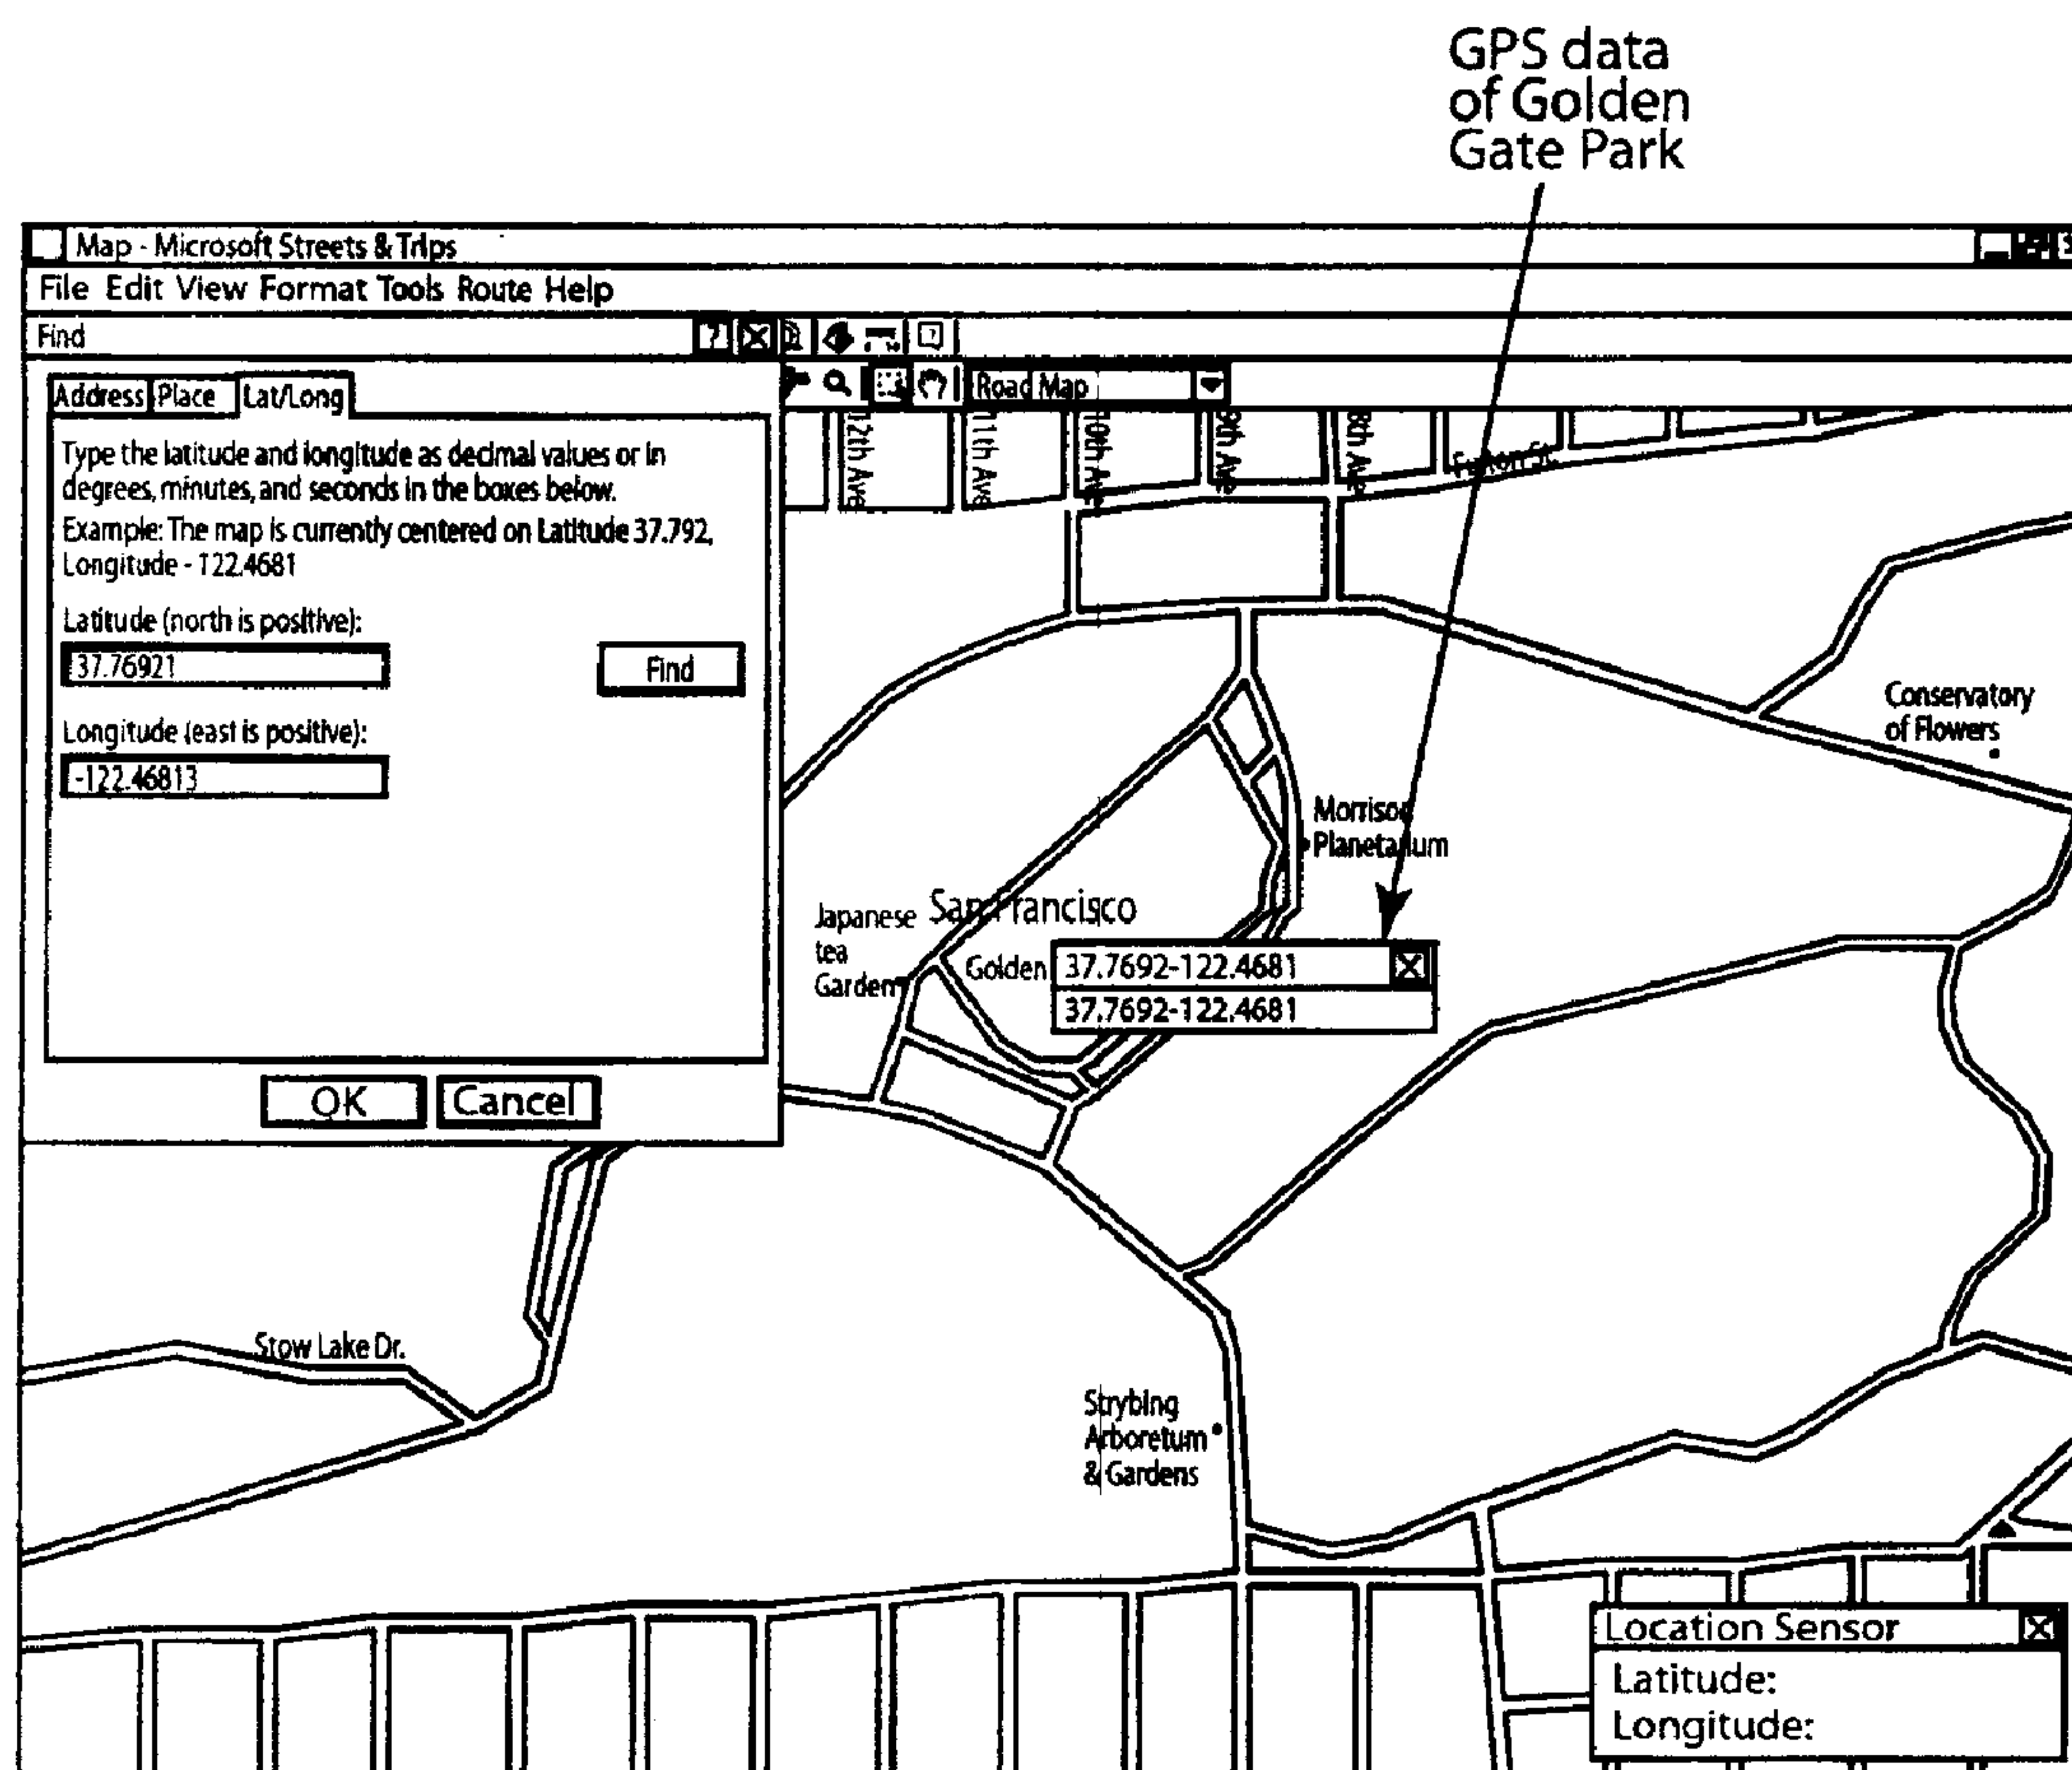 GPS data
of Golden
Gate Park
Map - Microsoft Streets & Trips
File Edit View Format Tools Route Help
Find
Address Place Lat/Long
Road Map
Type the latitude and longitude as decimal values or in
degrees, minutes, and seconds in the boxes below.
Example: The map is currently centered on Latitude 37.792,
Longitude - 122.4681
Latitude (north is positive):
37.76921
Find
Longitude (east is positive):
-122.46813
OK Cancel
12th Ave
11th Ave
10th Ave
9th Ave
8th Ave
Fulton St.
Conservatory
of Flowers
Morrison
Planetarium
San Francisco
Japanese
tea
Garden
Golden
37.7692-122.4681
37.7692-122.4681
Stow Lake Dr.
Strybing
Arboretum
& Gardens
Location Sensor
Latitude:
Longitude: